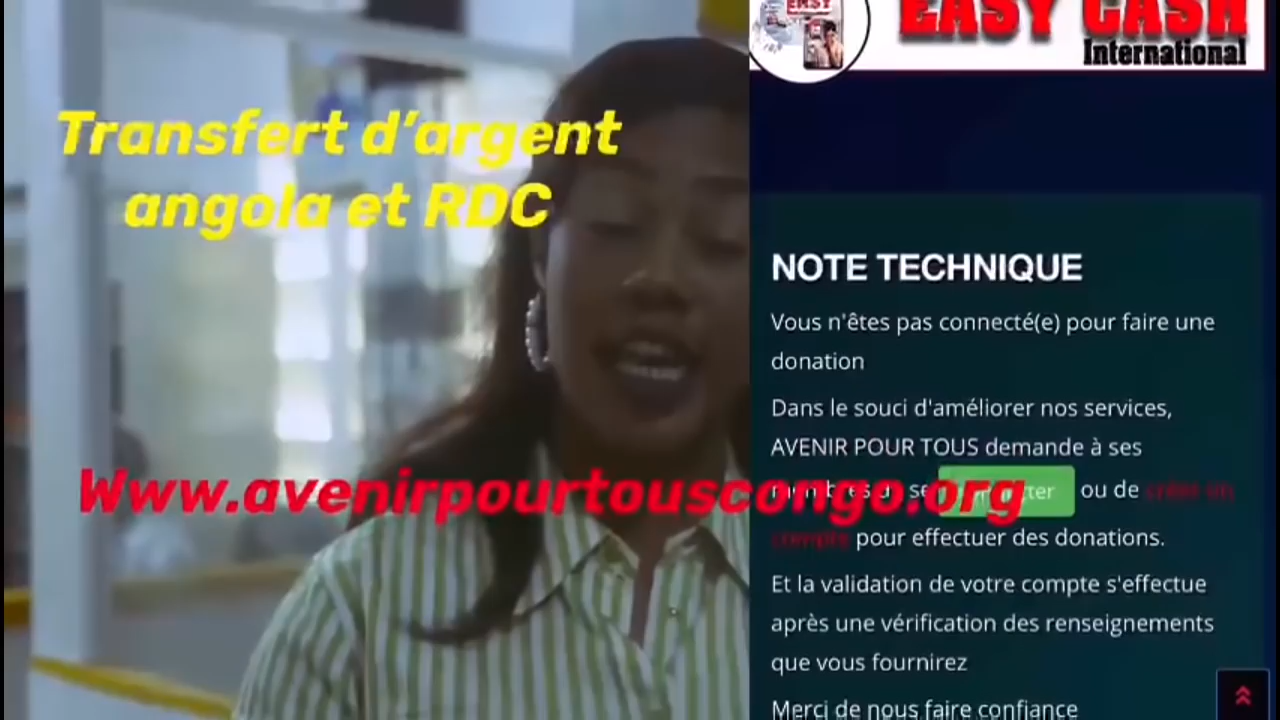 EASY CASH
International
Transfert d'argent
angola et RDC
NOTE TECHNIQUE
Vous n'êtes pas connecté(e) pour faire une
donation
Dans le souci d'améliorer nos services,
AVENIR POUR TOUS demande à ses
Www.avenirpourtouscongo.org
ou de créer un
compte pour effectuer des donations.
Et la validation de votre compte s'effectue
après une vérification des renseignements
que vous fournirez
Merci de nous faire confiance